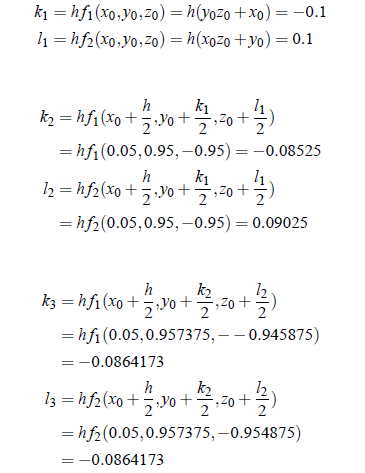 k₁ = hf₁(x₀,y₀,z₀) = h(y₀z₀ + x₀) = −0.1
l₁ = hf₂(x₀,y₀,z₀) = h(x₀z₀ + y₀) = 0.1
k₂ = hf₁(x₀ + h/2, y₀ + k₁/2, z₀ + l₁/2)
= hf₁(0.05,0.95,−0.95) = −0.08525
l₂ = hf₂(x₀ + h/2, y₀ + k₁/2, z₀ + l₁/2)
= hf₂(0.05,0.95,−0.95) = 0.09025
k₃ = hf₁(x₀ + h/2, y₀ + k₂/2, z₀ + l₂/2)
= hf₁(0.05,0.957375,−−0.945875)
= −0.0864173
l₃ = hf₂(x₀ + h/2, y₀ + k₂/2, z₀ + l₂/2)
= hf₂(0.05,0.957375,−0.954875)
= −0.0864173